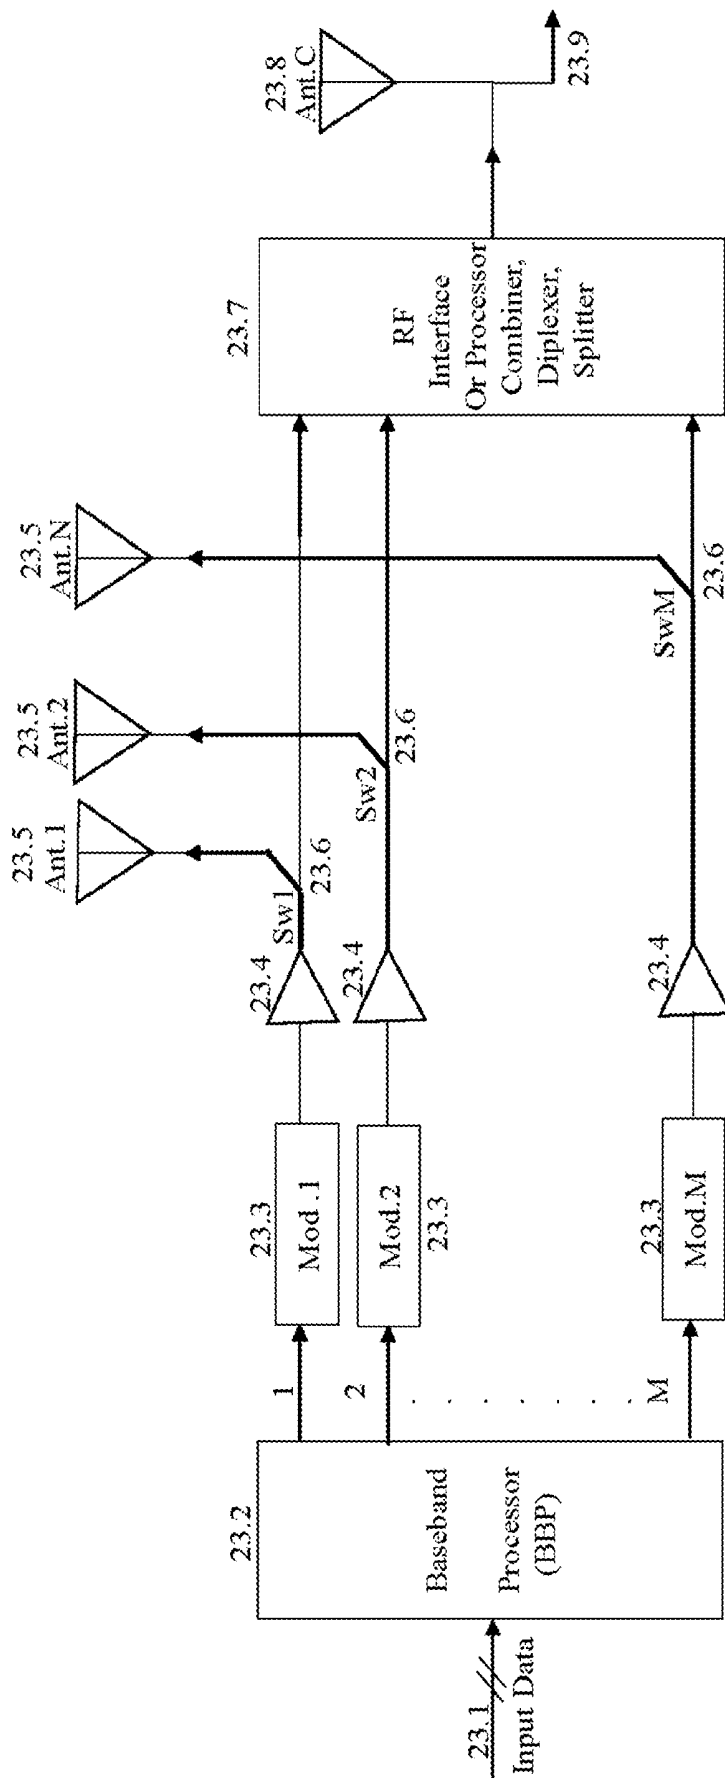 23.1
Input Data
23.2
Baseband
Processor
(BBP)
1
2
. . . . . . .
M
23.3
Mod .1
Mod.2
23.3
23.3
Mod.M
23.4
23.4
23.4
Sw1
23.6
Sw2
23.6
SwM
23.6
23.5
Ant.1
23.5
Ant.2
23.5
Ant.N
23.7
RF
Interface
Or Processor
Combiner,
Diplexer,
Splitter
23.8
Ant.C
23.9